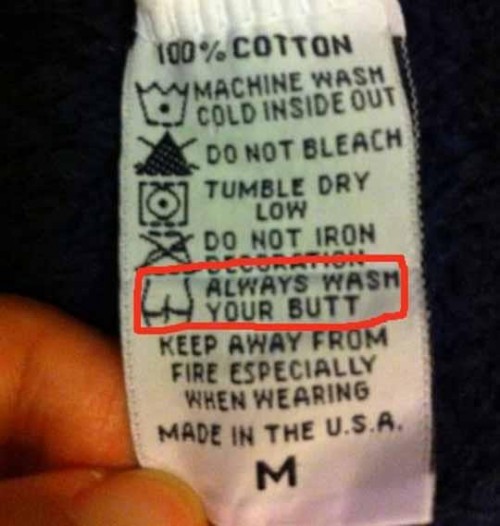 100% COTTON
MACHINE WASH
COLD INSIDE OUT
DO NOT BLEACH
TUMBLE DRY
LOW
DO NOT IRON
DECORATION
ALWAYS WASH
YOUR BUTT
KEEP AWAY FROM
FIRE ESPECIALLY
WHEN WEARING
MADE IN THE U.S.A.
M